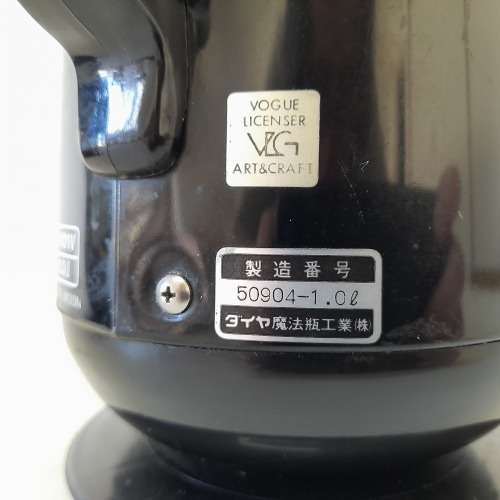 VOGUE
LICENSER
VLG
ART&CRAFT
製造番号
50904-1.0ℓ
ダイヤ魔法瓶工業(株)